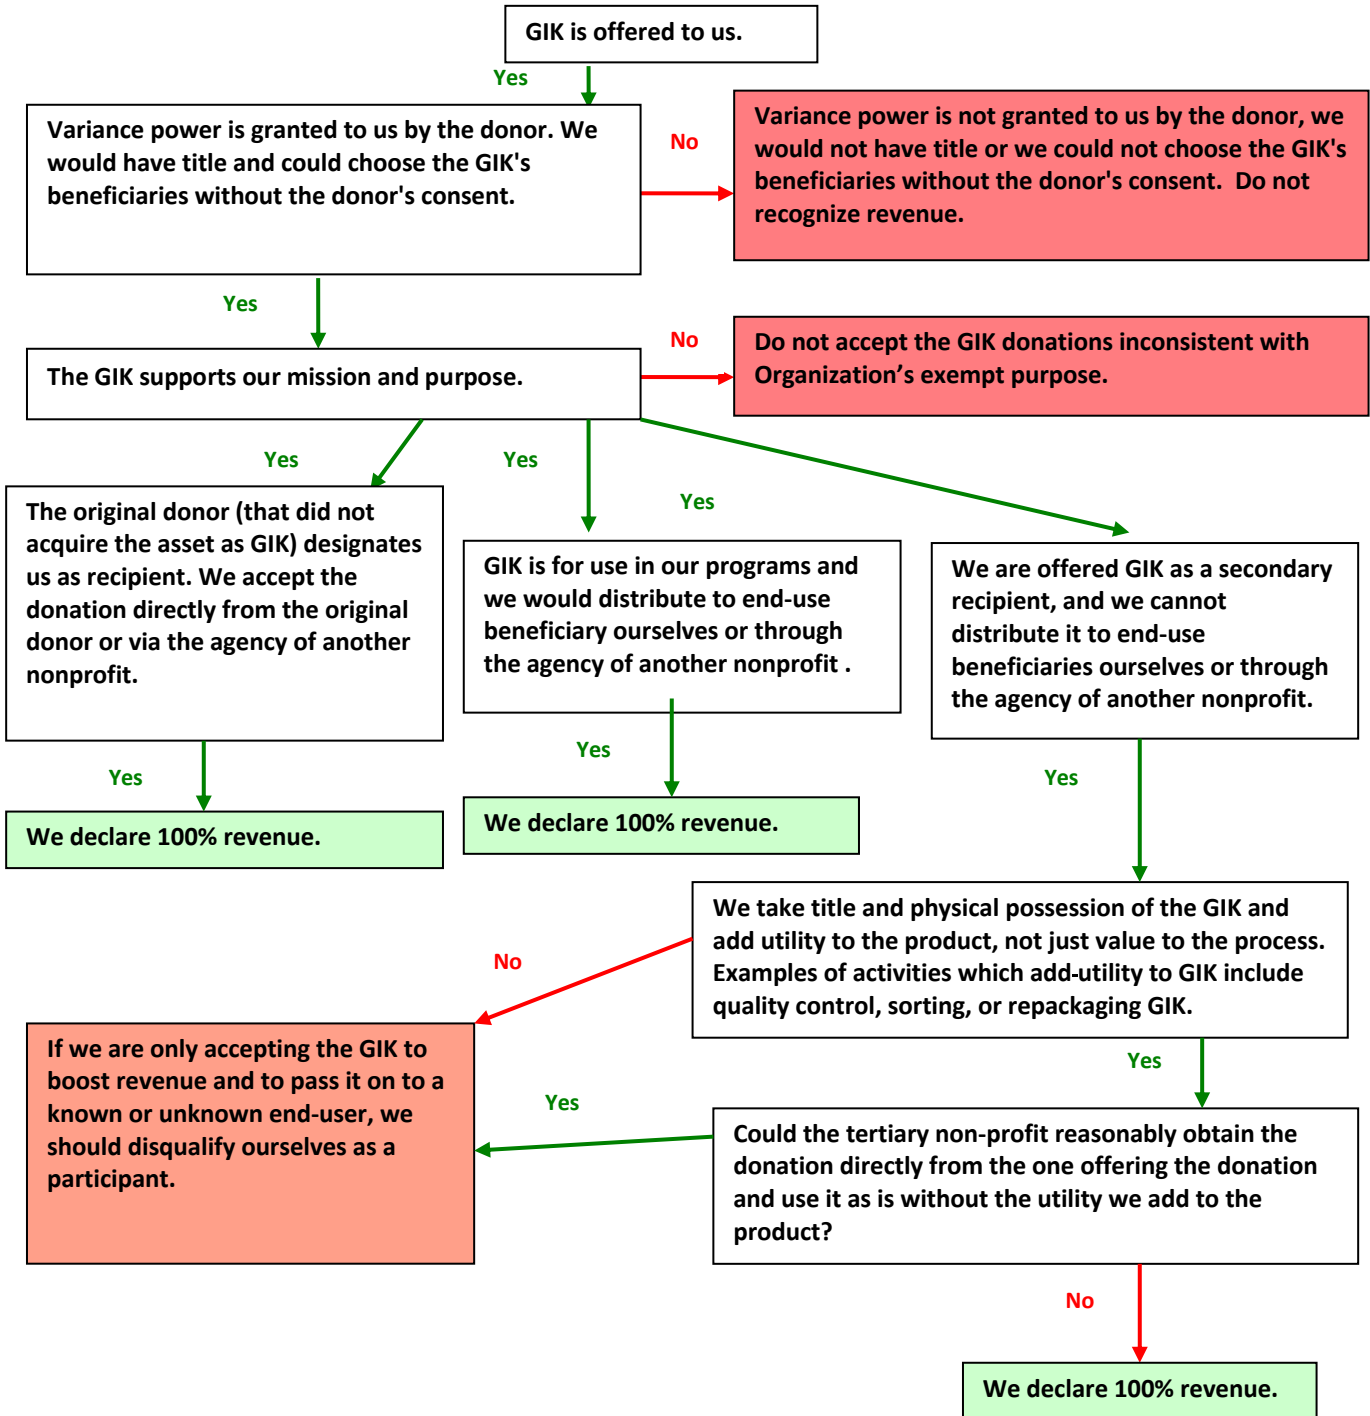 GIK is offered to us.
Yes
Variance power is granted to us by the donor. We
would have title and could choose the GIK's
beneficiaries without the donor's consent.
No
Variance power is not granted to us by the donor, we
would not have title or we could not choose the GIK's
beneficiaries without the donor's consent.  Do not
recognize revenue.
Yes
The GIK supports our mission and purpose.
No
Do not accept the GIK donations inconsistent with
Organization’s exempt purpose.
Yes
Yes
Yes
The original donor (that did not
acquire the asset as GIK) designates
us as recipient. We accept the
donation directly from the original
donor or via the agency of another
nonprofit.
GIK is for use in our programs and
we would distribute to end-use
beneficiary ourselves or through
the agency of another nonprofit .
We are offered GIK as a secondary
recipient, and we cannot
distribute it to end-use
beneficiaries ourselves or through
the agency of another nonprofit.
Yes
Yes
Yes
We declare 100% revenue.
We declare 100% revenue.
We take title and physical possession of the GIK and
add utility to the product, not just value to the process.
Examples of activities which add-utility to GIK include
quality control, sorting, or repackaging GIK.
No
If we are only accepting the GIK to
boost revenue and to pass it on to a
known or unknown end-user, we
should disqualify ourselves as a
participant.
Yes
Yes
Could the tertiary non-profit reasonably obtain the
donation directly from the one offering the donation
and use it as is without the utility we add to the
product?
No
We declare 100% revenue.